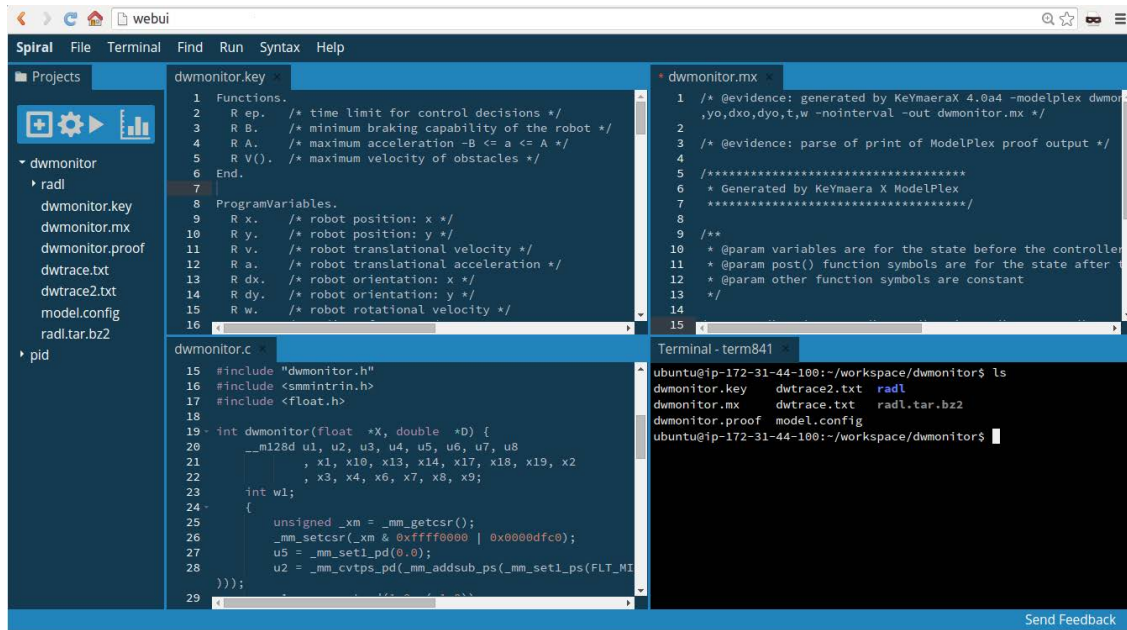 webui
Spiral File Terminal Find Run Syntax Help
Projects
dwmonitor
radl
dwmonitor.key
dwmonitor.mx
dwmonitor.proof
dwtrace.txt
dwtrace2.txt
model.config
radl.tar.bz2
pid
dwmonitor.key ×
1 Functions.
2 R ep. /* time limit for control decisions */
3 R B. /* minimum braking capability of the robot */
4 R A. /* maximum acceleration -B <= a <= A */
5 R V(). /* maximum velocity of obstacles */
6 End.
7
8 ProgramVariables.
9 R x. /* robot position: x */
10 R y. /* robot position: y */
11 R v. /* robot translational velocity */
12 R a. /* robot translational acceleration */
13 R dx. /* robot orientation: x */
14 R dy. /* robot orientation: y */
15 R w. /* robot rotational velocity */
16
* dwmonitor.mx ×
1 /* @evidence: generated by KeYmaeraX 4.0a4 -modelplex dwmon
,yo,dxo,dyo,t,w -nointerval -out dwmonitor.mx */
2
3 /* @evidence: parse of print of ModelPlex proof output */
4
5 /************************************
6 * Generated by KeYmaera X ModelPlex
7 ************************************/
8
9 /**
10 * @param variables are for the state before the controller
11 * @param post() function symbols are for the state after t
12 * @param other function symbols are constant
13 */
14
15
dwmonitor.c ×
15 #include "dwmonitor.h"
16 #include <smmintrin.h>
17 #include <float.h>
18
19 int dwmonitor(float *X, double *D) {
20 __m128d u1, u2, u3, u4, u5, u6, u7, u8
21 , x1, x10, x13, x14, x17, x18, x19, x2
22 , x3, x4, x6, x7, x8, x9;
23 int w1;
24 {
25 unsigned _xm = _mm_getcsr();
26 _mm_setcsr(_xm & 0xffff0000 | 0x0000dfc0);
27 u5 = _mm_set1_pd(0.0);
28 u2 = _mm_cvtps_pd(_mm_addsub_ps(_mm_set1_ps(FLT_MI
)));
29
Terminal - term841 ×
ubuntu@ip-172-31-44-100:~/workspace/dwmonitor$ ls
dwmonitor.key dwtrace2.txt radl
dwmonitor.mx dwtrace.txt radl.tar.bz2
dwmonitor.proof model.config
ubuntu@ip-172-31-44-100:~/workspace/dwmonitor$
Send Feedback